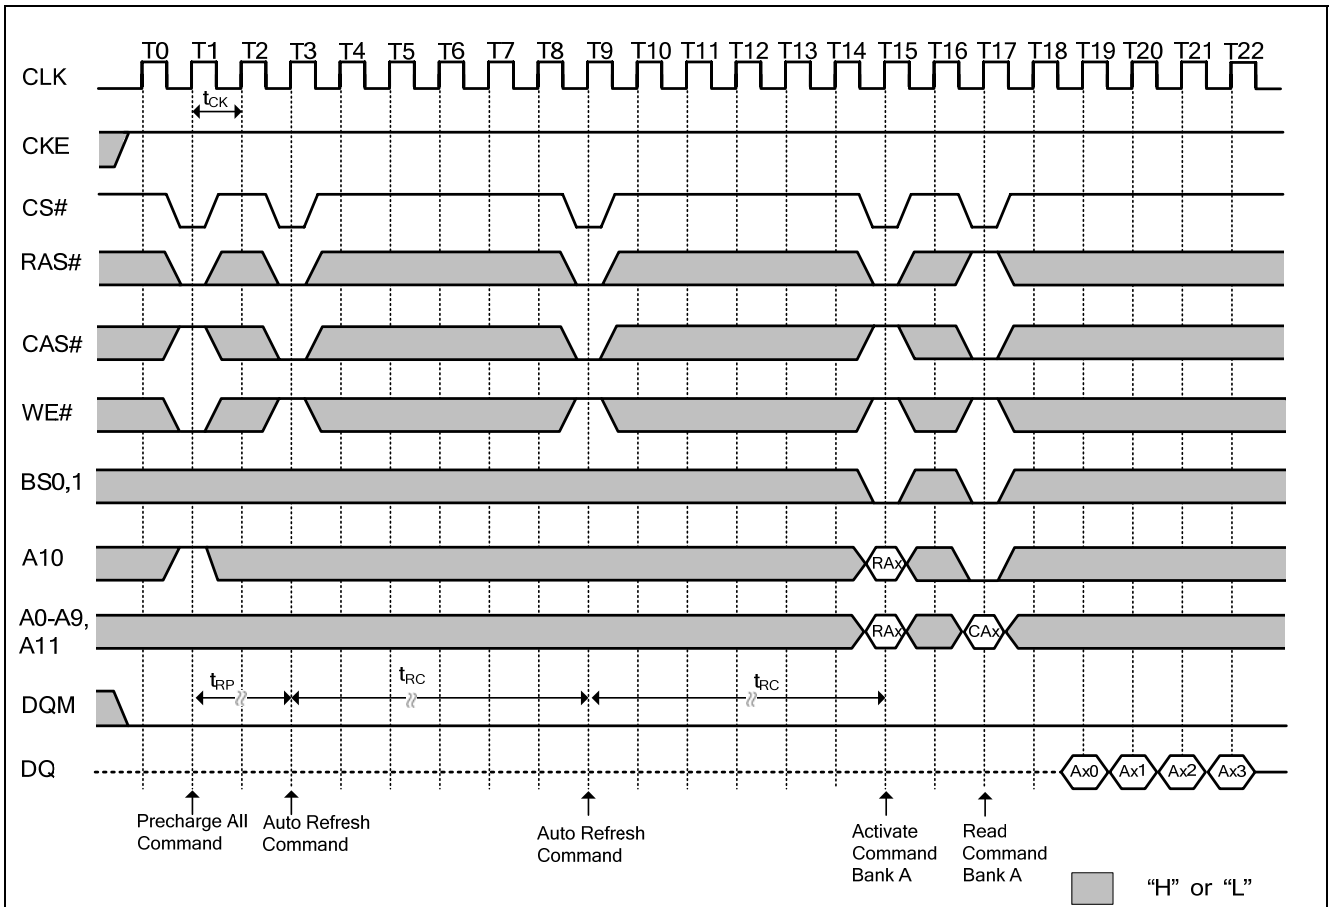 T0 T1 T2 T3 T4 T5 T6 T7 T8 T9 T10 T11 T12 T13 T14 T15 T16 T17 T18 T19 T20 T21 T22
CLK
tCK
CKE
CS#
RAS#
CAS#
WE#
BS0,1
A10
RAx
A0-A9,
A11
RAx CAx
tRP tRC tRC
DQM
DQ
Ax0 Ax1 Ax2 Ax3
Precharge All
Command
Auto Refresh
Command
Auto Refresh
Command
Activate
Command
Bank A
Read
Command
Bank A
“H” or “L”